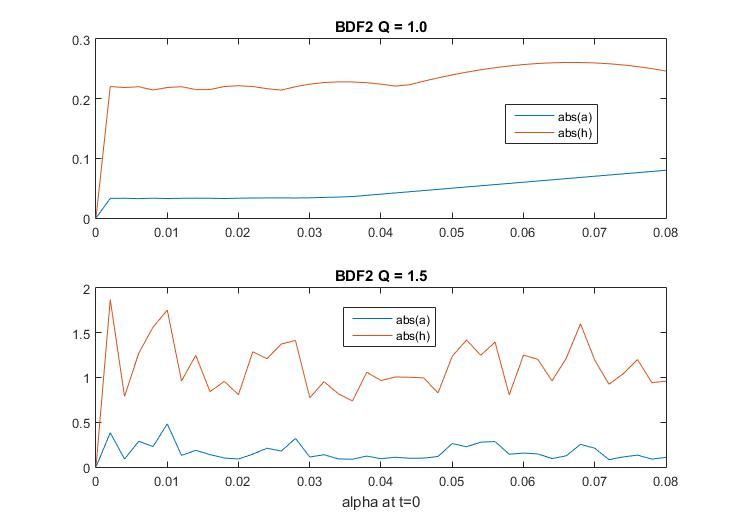 BDF2 Q = 1.0
0.3
0.2
0.1
0
abs(a)
abs(h)
0 0.01 0.02 0.03 0.04 0.05 0.06 0.07 0.08
BDF2 Q = 1.5
2
1.5
1
0.5
0
abs(a)
abs(h)
0 0.01 0.02 0.03 0.04 0.05 0.06 0.07 0.08
alpha at t=0